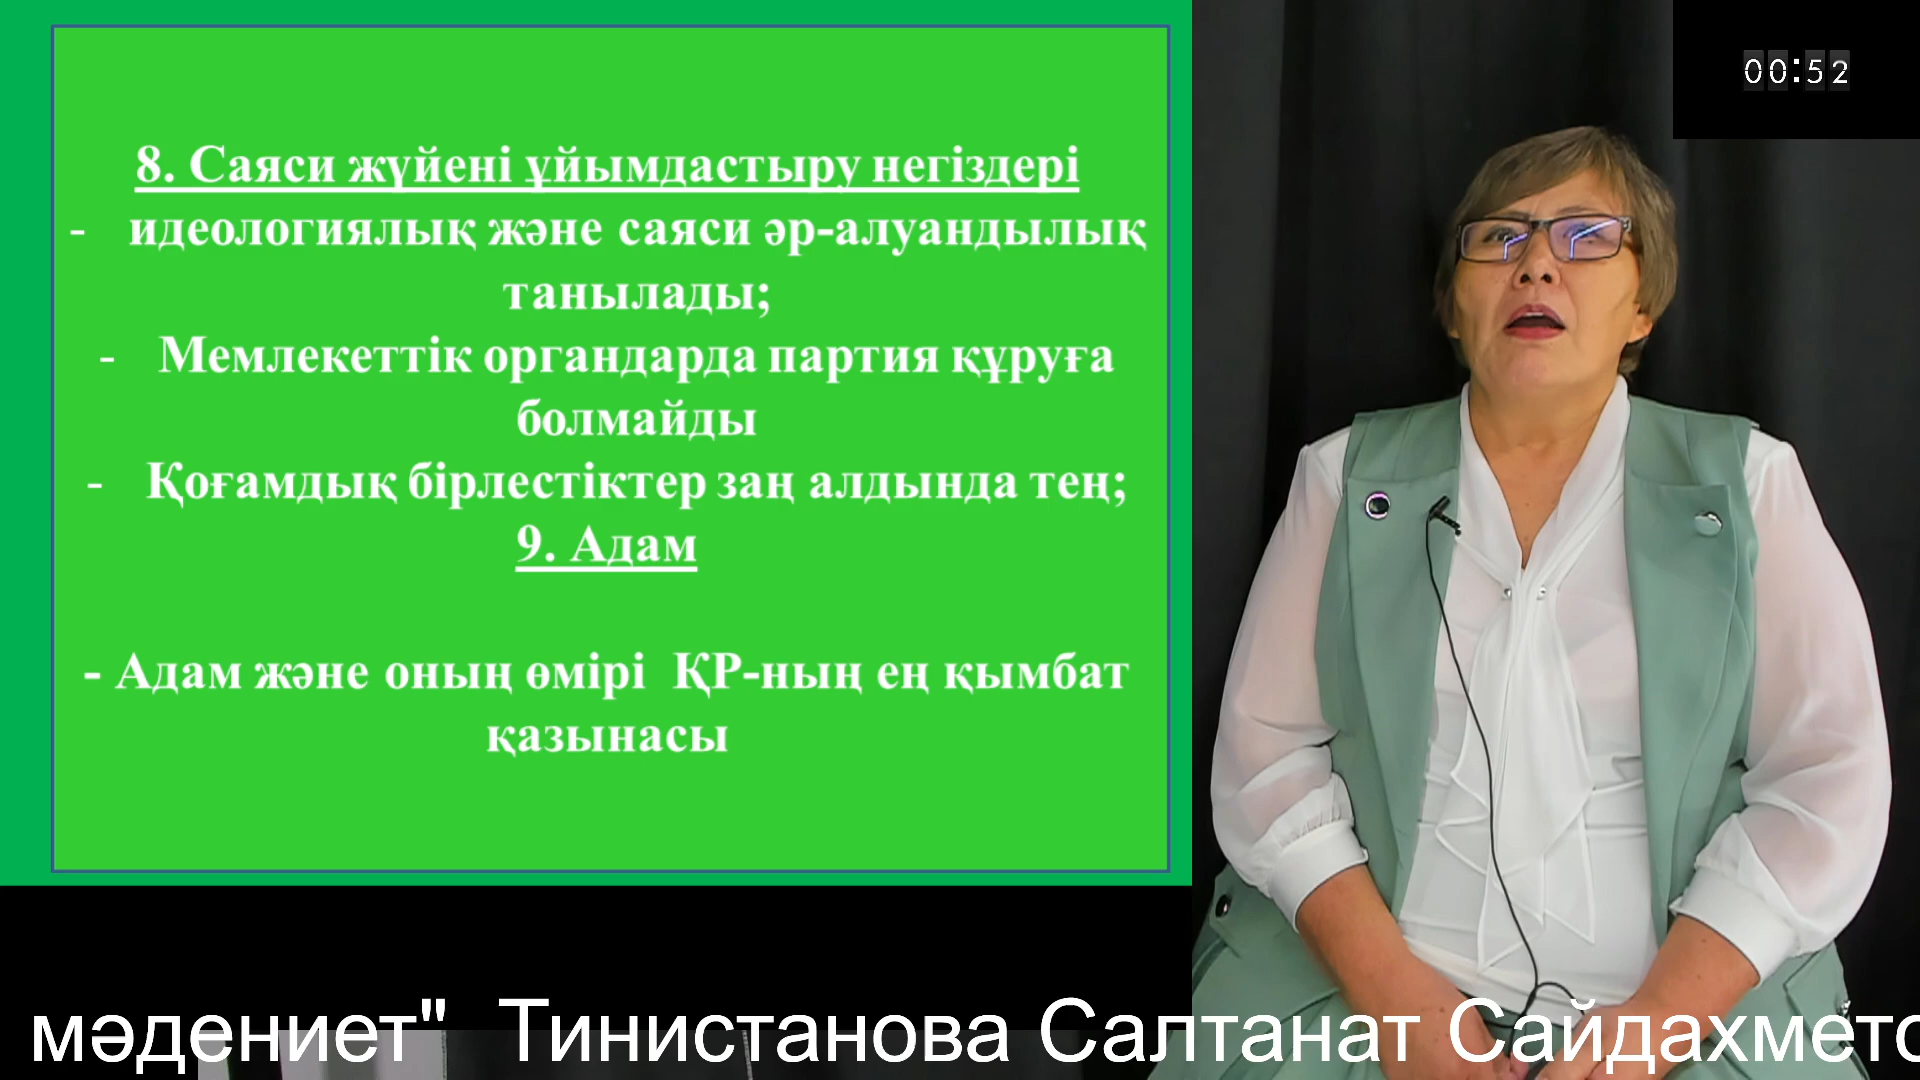 8. Саяси жүйені ұйымдастыру негіздері
- идеологиялық және саяси әр-алуандылық
танылады;
- Мемлекеттік органдарда партия құруға
болмайды
- Қоғамдық бірлестіктер заң алдында тең;
9. Адам
- Адам және оның өмірі ҚР-ның ең қымбат
қазынасы
00:52
мәдениет" Тинистанова Салтанат Сайдахмето